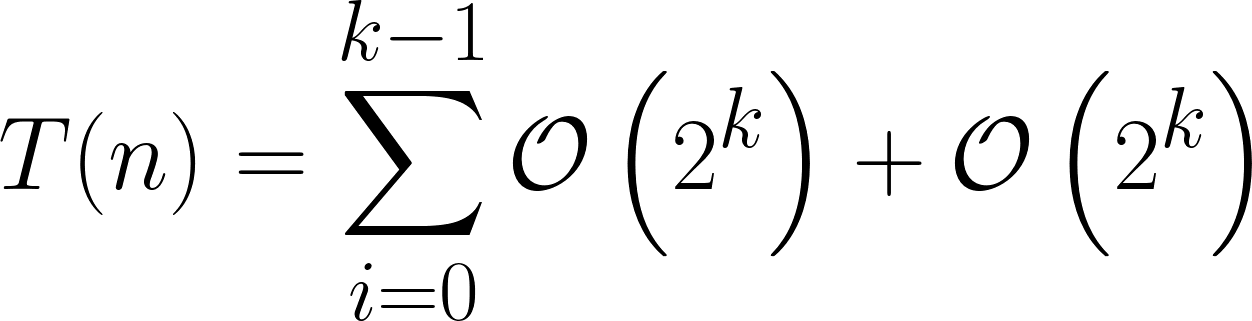 T(n) = \sum_{i=0}^{k-1} \mathcal{O}\left(2^k\right) + \mathcal{O}\left(2^k\right)